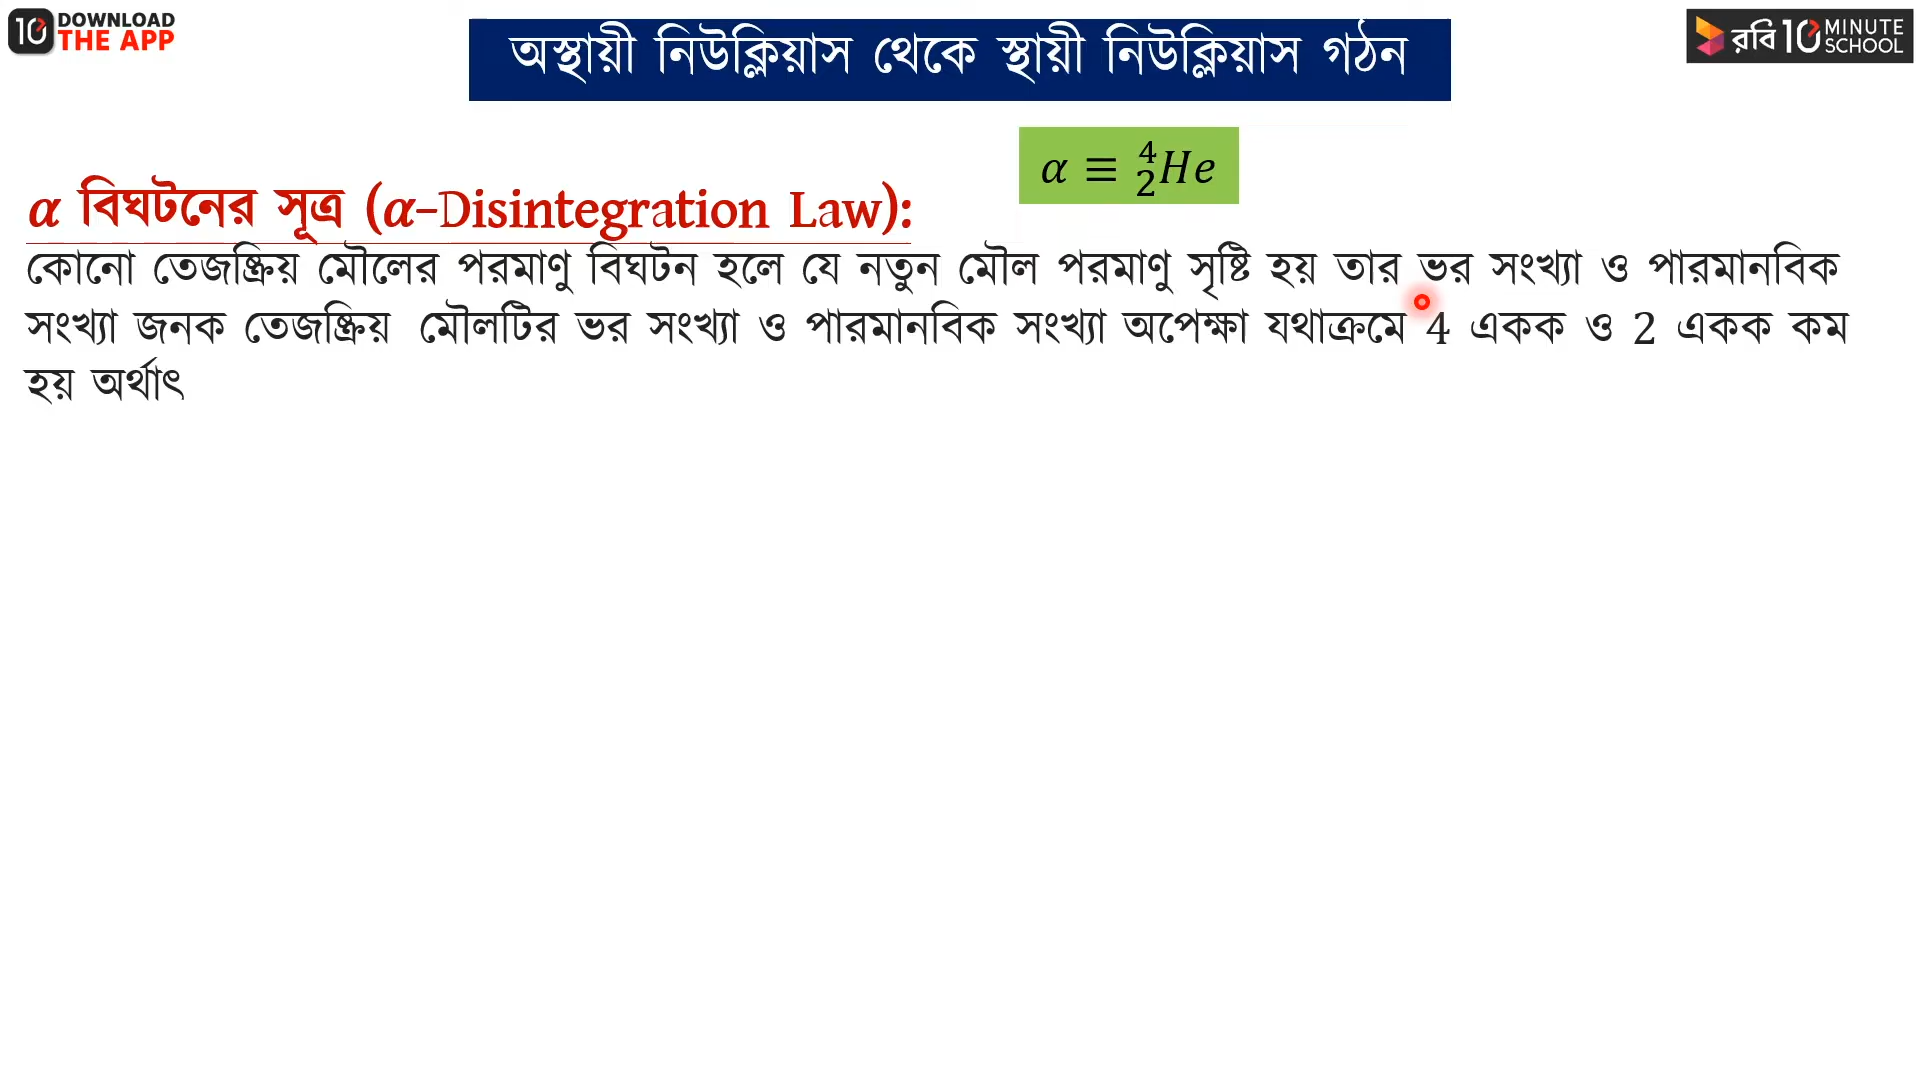 10 DOWNLOAD THE APP
অস্থায়ী নিউক্লিয়াস থেকে স্থায়ী নিউক্লিয়াস গঠন
রবি 10 MINUTE SCHOOL
α ≡ ⁴₂He
α বিঘটনের সূত্র (α–Disintegration Law):
কোনো তেজষ্ক্রিয় মৌলের পরমাণু বিঘটন হলে যে নতুন মৌল পরমাণু সৃষ্টি হয় তার ভর সংখ্যা ও পারমানবিক
সংখ্যা জনক তেজষ্ক্রিয় মৌলটির ভর সংখ্যা ও পারমানবিক সংখ্যা অপেক্ষা যথাক্রমে 4 একক ও 2 একক কম
হয় অর্থাৎ